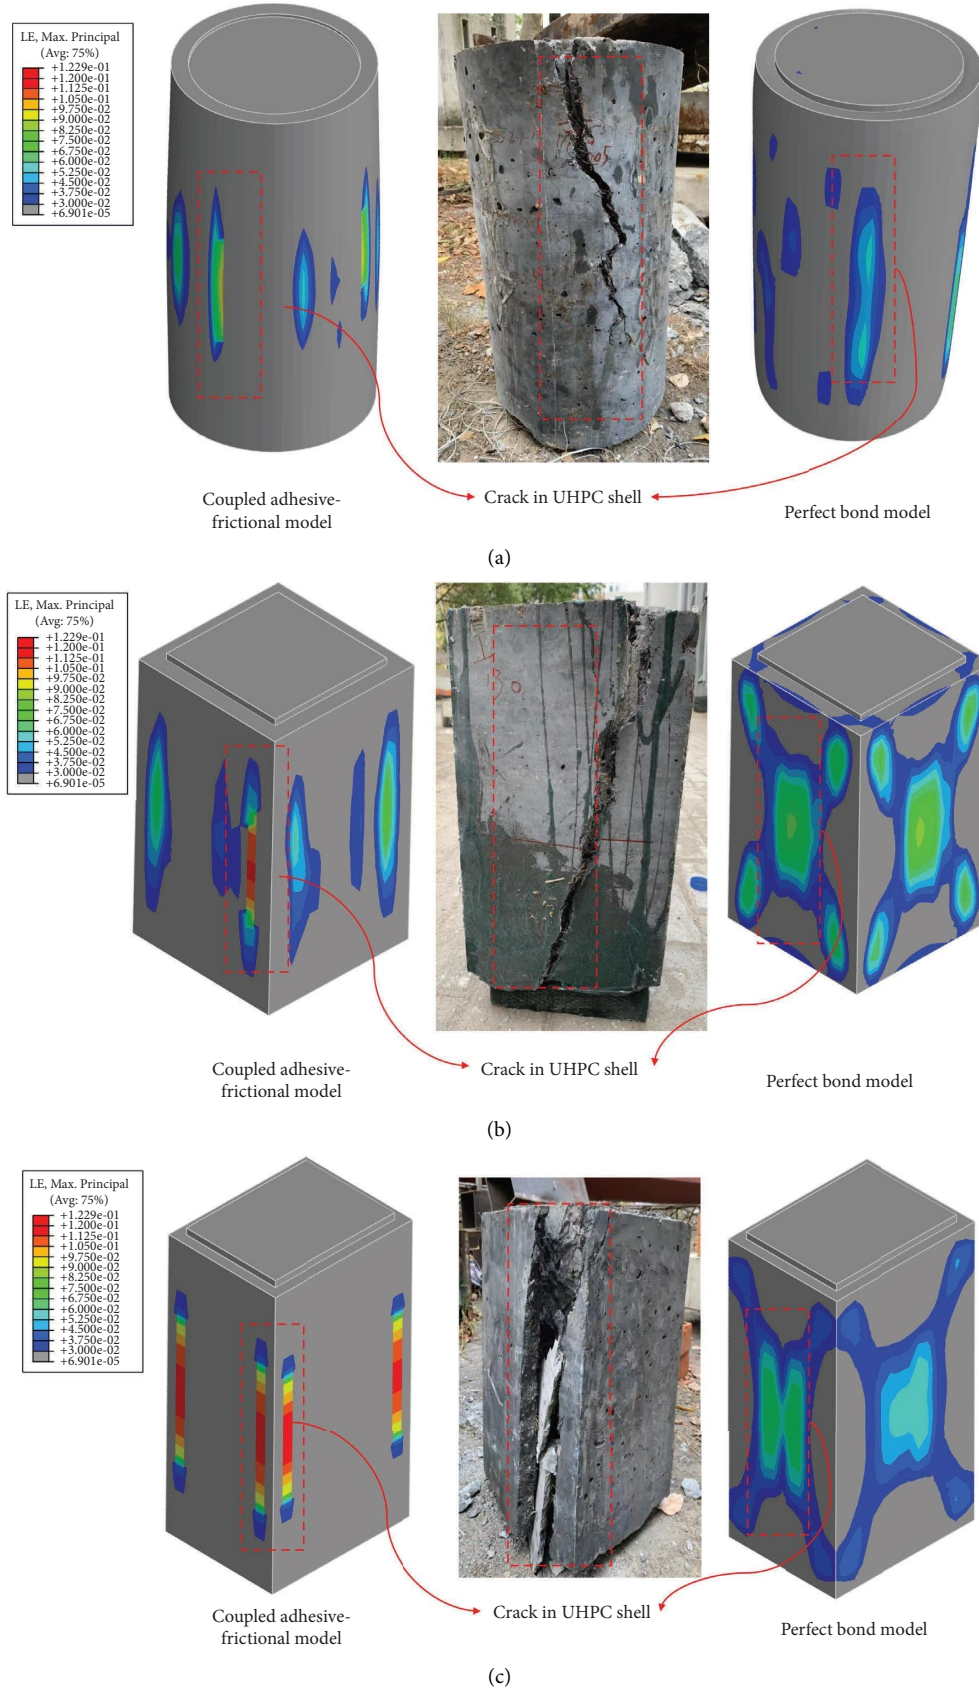 LE, Max. Principal
(Avg: 75%)
+1.229e-01
+1.200e-01
+1.125e-01
+1.050e-01
+9.750e-02
+9.000e-02
+8.250e-02
+7.500e-02
+6.750e-02
+6.000e-02
+5.250e-02
+4.500e-02
+3.750e-02
+3.000e-02
+6.901e-05
Coupled adhesive-
frictional model
Crack in UHPC shell
Perfect bond model
(a)
LE, Max. Principal
(Avg: 75%)
+1.229e-01
+1.200e-01
+1.125e-01
+1.050e-01
+9.750e-02
+9.000e-02
+8.250e-02
+7.500e-02
+6.750e-02
+6.000e-02
+5.250e-02
+4.500e-02
+3.750e-02
+3.000e-02
+6.901e-05
Coupled adhesive-
frictional model
Crack in UHPC shell
Perfect bond model
(b)
LE, Max. Principal
(Avg: 75%)
+1.229e-01
+1.200e-01
+1.125e-01
+1.050e-01
+9.750e-02
+9.000e-02
+8.250e-02
+7.500e-02
+6.750e-02
+6.000e-02
+5.250e-02
+4.500e-02
+3.750e-02
+3.000e-02
+6.901e-05
Coupled adhesive-
frictional model
Crack in UHPC shell
Perfect bond model
(c)